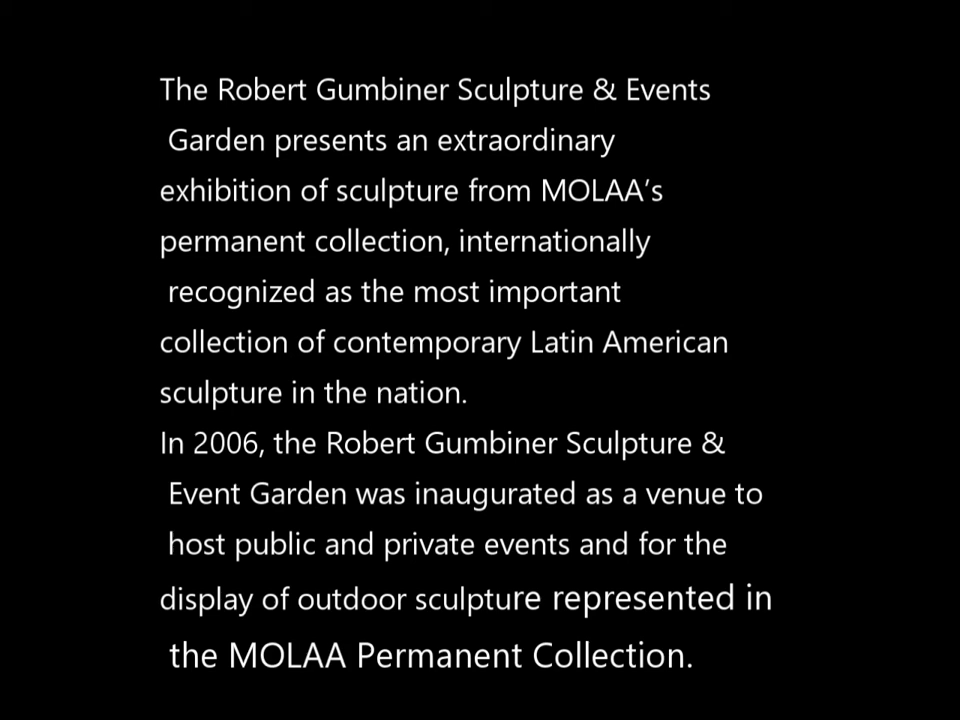 The Robert Gumbiner Sculpture & Events
Garden presents an extraordinary
exhibition of sculpture from MOLAA’s
permanent collection, internationally
recognized as the most important
collection of contemporary Latin American
sculpture in the nation.
In 2006, the Robert Gumbiner Sculpture &
Event Garden was inaugurated as a venue to
host public and private events and for the
display of outdoor sculpture represented in
the MOLAA Permanent Collection.